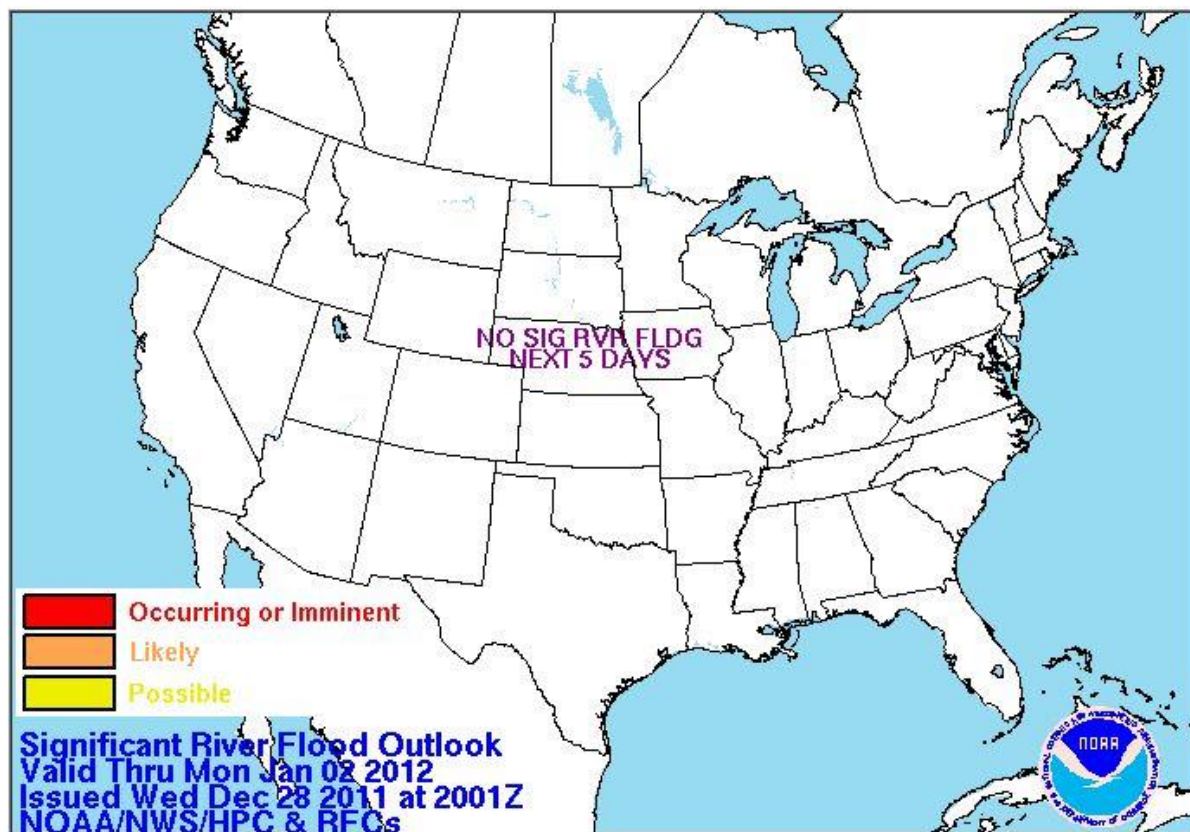 NO SIG RVR FLDG
NEXT 5 DAYS
Occurring or Imminent
Likely
Possible
Significant River Flood Outlook
Valid Thru Mon Jan 02 2012
Issued Wed Dec 28 2011 at 2001Z
NOAA/NWS/HPC & RFCs
NOAA